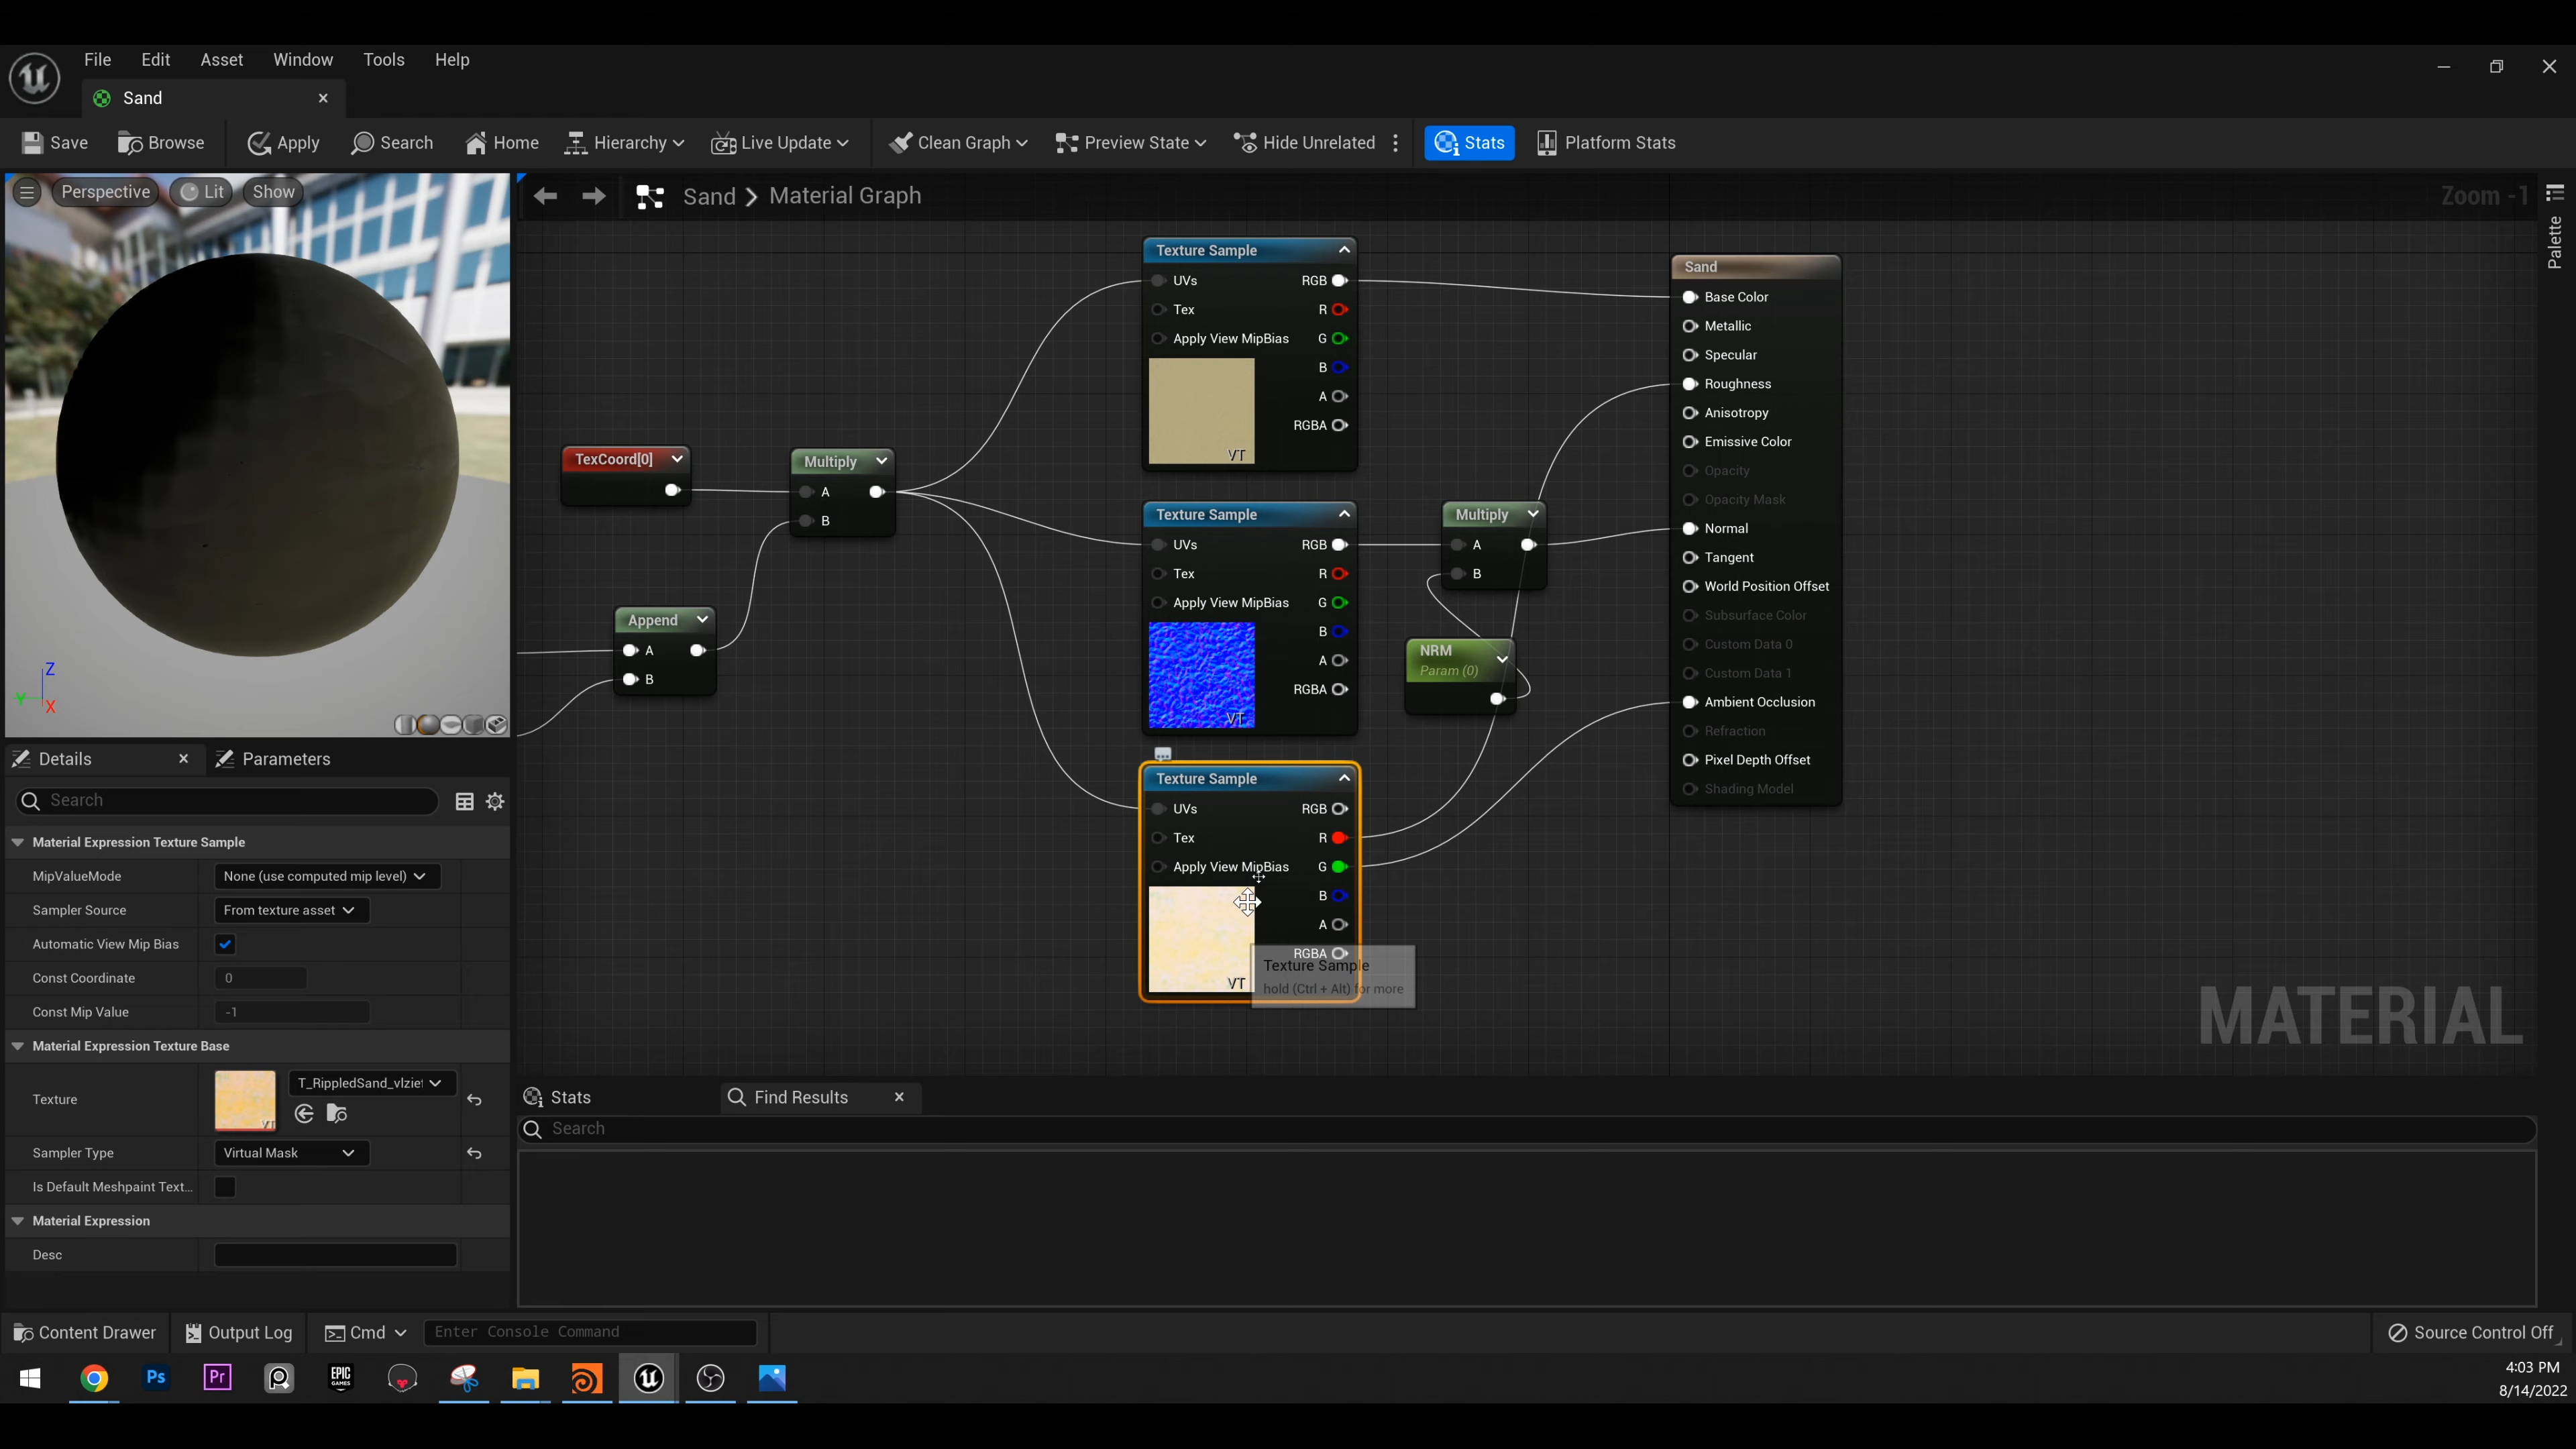 File Edit Asset Window Tools Help
Sand
Save Browse Apply Search Home Hierarchy Live Update Clean Graph Preview State Hide Unrelated Stats Platform Stats
Perspective Lit Show
Sand > Material Graph
Zoom -1
Palette
Texture Sample
UVs RGB
Tex R
Apply View MipBias G
B
A
RGBA
VT
Sand
Base Color
Metallic
Specular
Roughness
Anisotropy
Emissive Color
Opacity
Opacity Mask
Normal
Tangent
World Position Offset
Subsurface Color
Custom Data 0
Custom Data 1
Ambient Occlusion
Refraction
Pixel Depth Offset
Shading Model
TexCoord[0]
Multiply
A
B
Append
A
B
Texture Sample
UVs RGB
Tex R
Apply View MipBias G
B
A
RGBA
VT
Multiply
A
B
NRM
Param (0)
Texture Sample
UVs RGB
Tex R
Apply View MipBias G
B
A
RGBA
VT
Texture Sample
hold (Ctrl + Alt) for more
MATERIAL
Z
Y
X
Details Parameters
Search
Material Expression Texture Sample
MipValueMode None (use computed mip level)
Sampler Source From texture asset
Automatic View Mip Bias
Const Coordinate 0
Const Mip Value -1
Material Expression Texture Base
Texture T_RippledSand_vlzie
VT
Sampler Type Virtual Mask
Is Default Meshpaint Text...
Material Expression
Desc
Stats Find Results
Search
Content Drawer Output Log Cmd Enter Console Command Source Control Off
Ps Pr EPIC GAMES
4:03 PM
8/14/2022